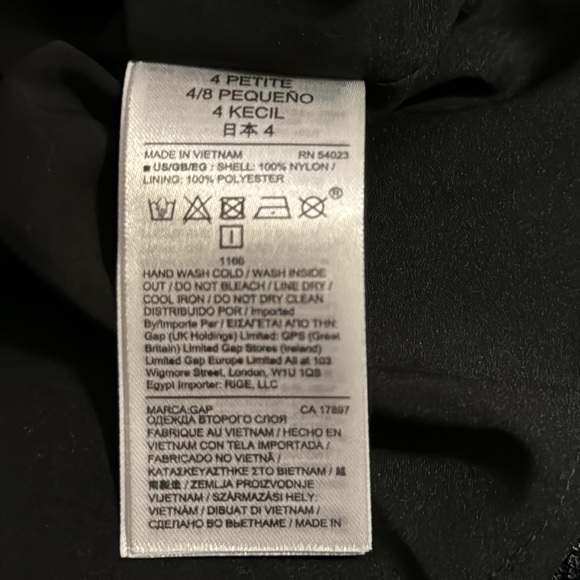 4 PETITE
4/8 PEQUEÑO
4 KECIL
日本 4
MADE IN VIETNAM RN 54023
■ US/GB/EG : SHELL: 100% NYLON /
LINING: 100% POLYESTER
®
1166
HAND WASH COLD / WASH INSIDE
OUT / DO NOT BLEACH / LINE DRY /
COOL IRON / DO NOT DRY CLEAN
DISTRIBUIDO POR / Imported
By/Importe Par / ΕΙΣΑΓΕΤΑΙ ΑΠΟ ΤΗΝ:
Gap (UK Holdings) Limited: GPS (Great
Britain) Limited Gap Stores (Ireland)
Limited Gap Europe Limited All at 103
Wigmore Street, London, W1U 1QS
Egypt Importer: RIGE, LLC
MARCA:GAP CA 17897
ОДЕЖДА ВТОРОГО СЛОЯ
FABRIQUE AU VIETNAM / HECHO EN
VIETNAM CON TELA IMPORTADA /
FABRICADO NO VIETNÃ /
ΚΑΤΑΣΚΕΥΑΣΤΗΚΕ ΣΤΟ ΒΙΕΤΝΑΜ / 越
南製造 / ZEMLJA PROIZVODNJE
VIJETNAM / SZÁRMAZÁSI HELY:
VIETNÁM / DIBUAT DI VIETNAM /
СДЕЛАНО ВО ВЬЕТНАМЕ / MADE IN